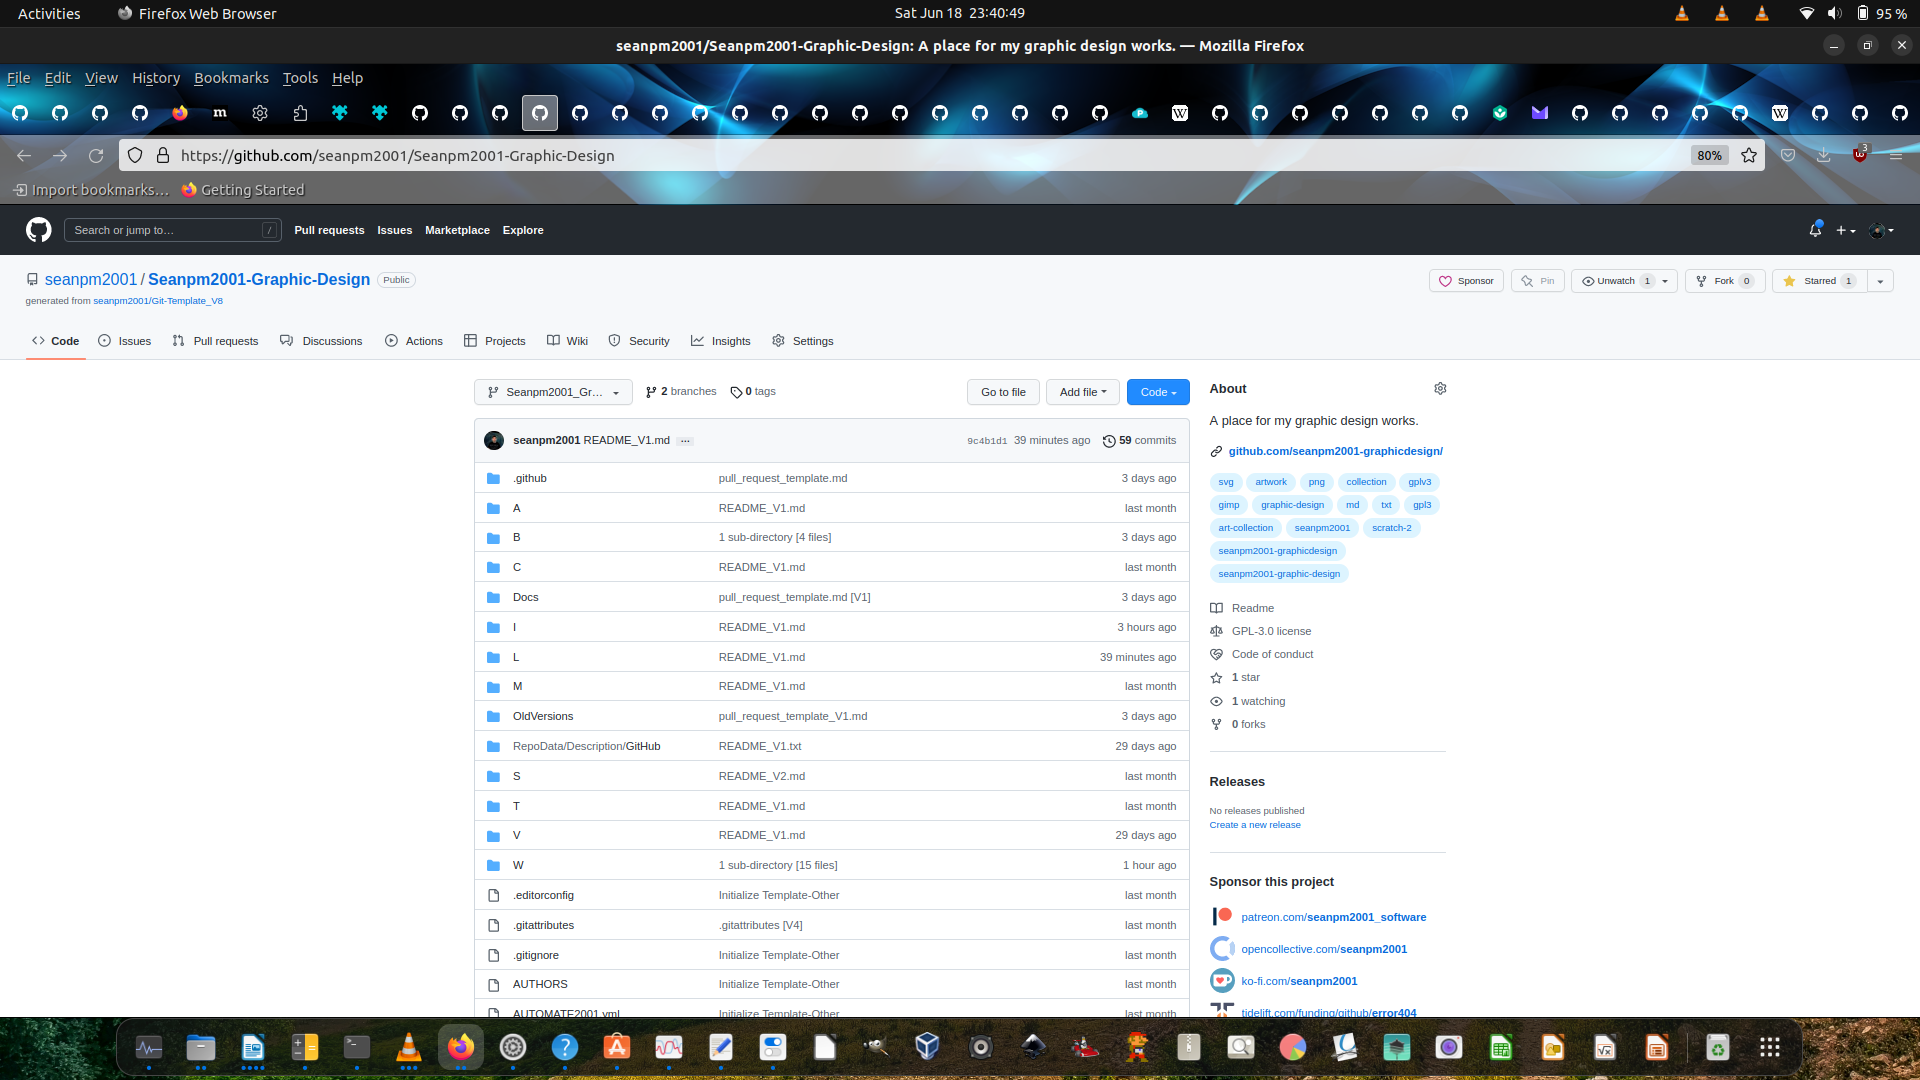 Activities Firefox Web Browser Sat Jun 18 23:40:49 95 %
seanpm2001/Seanpm2001-Graphic-Design: A place for my graphic design works. — Mozilla Firefox
File Edit View History Bookmarks Tools Help
https://github.com/seanpm2001/Seanpm2001-Graphic-Design 80% 3
Import bookmarks… Getting Started
Search or jump to… / Pull requests Issues Marketplace Explore
seanpm2001 / Seanpm2001-Graphic-Design Public
Sponsor Pin Unwatch 1 Fork 0 Starred 1
generated from seanpm2001/Git-Template_V8
Code Issues Pull requests Discussions Actions Projects Wiki Security Insights Settings
Seanpm2001_Gr… 2 branches 0 tags Go to file Add file Code
seanpm2001 README_V1.md … 9c4b1d1 39 minutes ago 59 commits
.github pull_request_template.md 3 days ago
A README_V1.md last month
B 1 sub-directory [4 files] 3 days ago
C README_V1.md last month
Docs pull_request_template.md [V1] 3 days ago
I README_V1.md 3 hours ago
L README_V1.md 39 minutes ago
M README_V1.md last month
OldVersions pull_request_template_V1.md 3 days ago
RepoData/Description/GitHub README_V1.txt 29 days ago
S README_V2.md last month
T README_V1.md last month
V README_V1.md 29 days ago
W 1 sub-directory [15 files] 1 hour ago
.editorconfig Initialize Template-Other last month
.gitattributes .gitattributes [V4] last month
.gitignore Initialize Template-Other last month
AUTHORS Initialize Template-Other last month
AUTOMATE2001.yml Initialize Template-Other last month
About
A place for my graphic design works.
github.com/seanpm2001-graphicdesign/
svg artwork png collection gplv3
gimp graphic-design md txt gpl3
art-collection seanpm2001 scratch-2
seanpm2001-graphicdesign
seanpm2001-graphic-design
Readme
GPL-3.0 license
Code of conduct
1 star
1 watching
0 forks
Releases
No releases published
Create a new release
Sponsor this project
patreon.com/seanpm2001_software
opencollective.com/seanpm2001
ko-fi.com/seanpm2001
tidelift.com/funding/github/error404